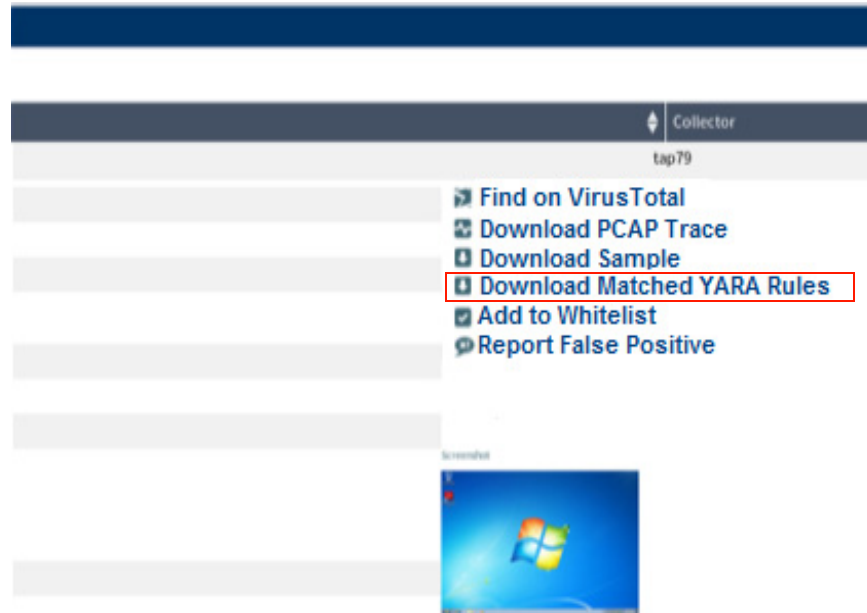 Collector
tap79
Find on VirusTotal
Download PCAP Trace
Download Sample
Download Matched YARA Rules
Add to Whitelist
Report False Positive
Screenshot